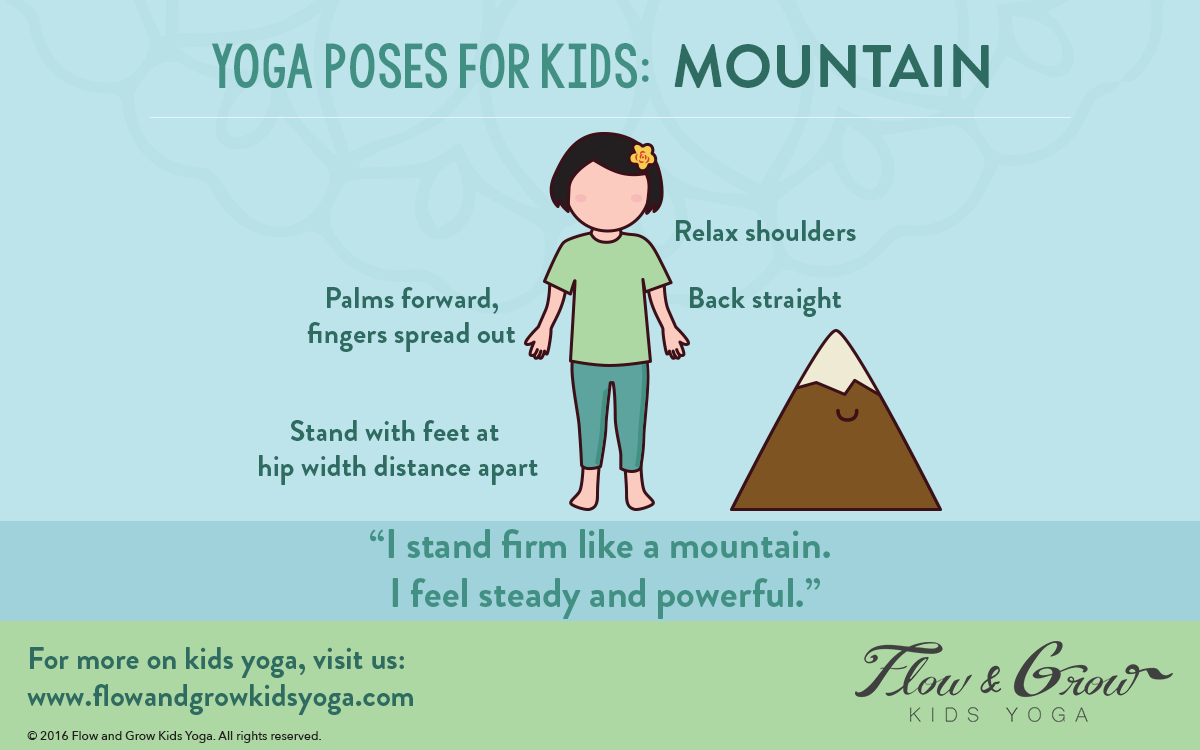 YOGA POSES FOR KIDS: MOUNTAIN
Relax shoulders
Palms forward,
fingers spread out
Back straight
Stand with feet at
hip width distance apart
“I stand firm like a mountain.
I feel steady and powerful.”
For more on kids yoga, visit us:
www.flowandgrowkidsyoga.com
© 2016 Flow and Grow Kids Yoga. All rights reserved.
Flow & Grow
KIDS YOGA